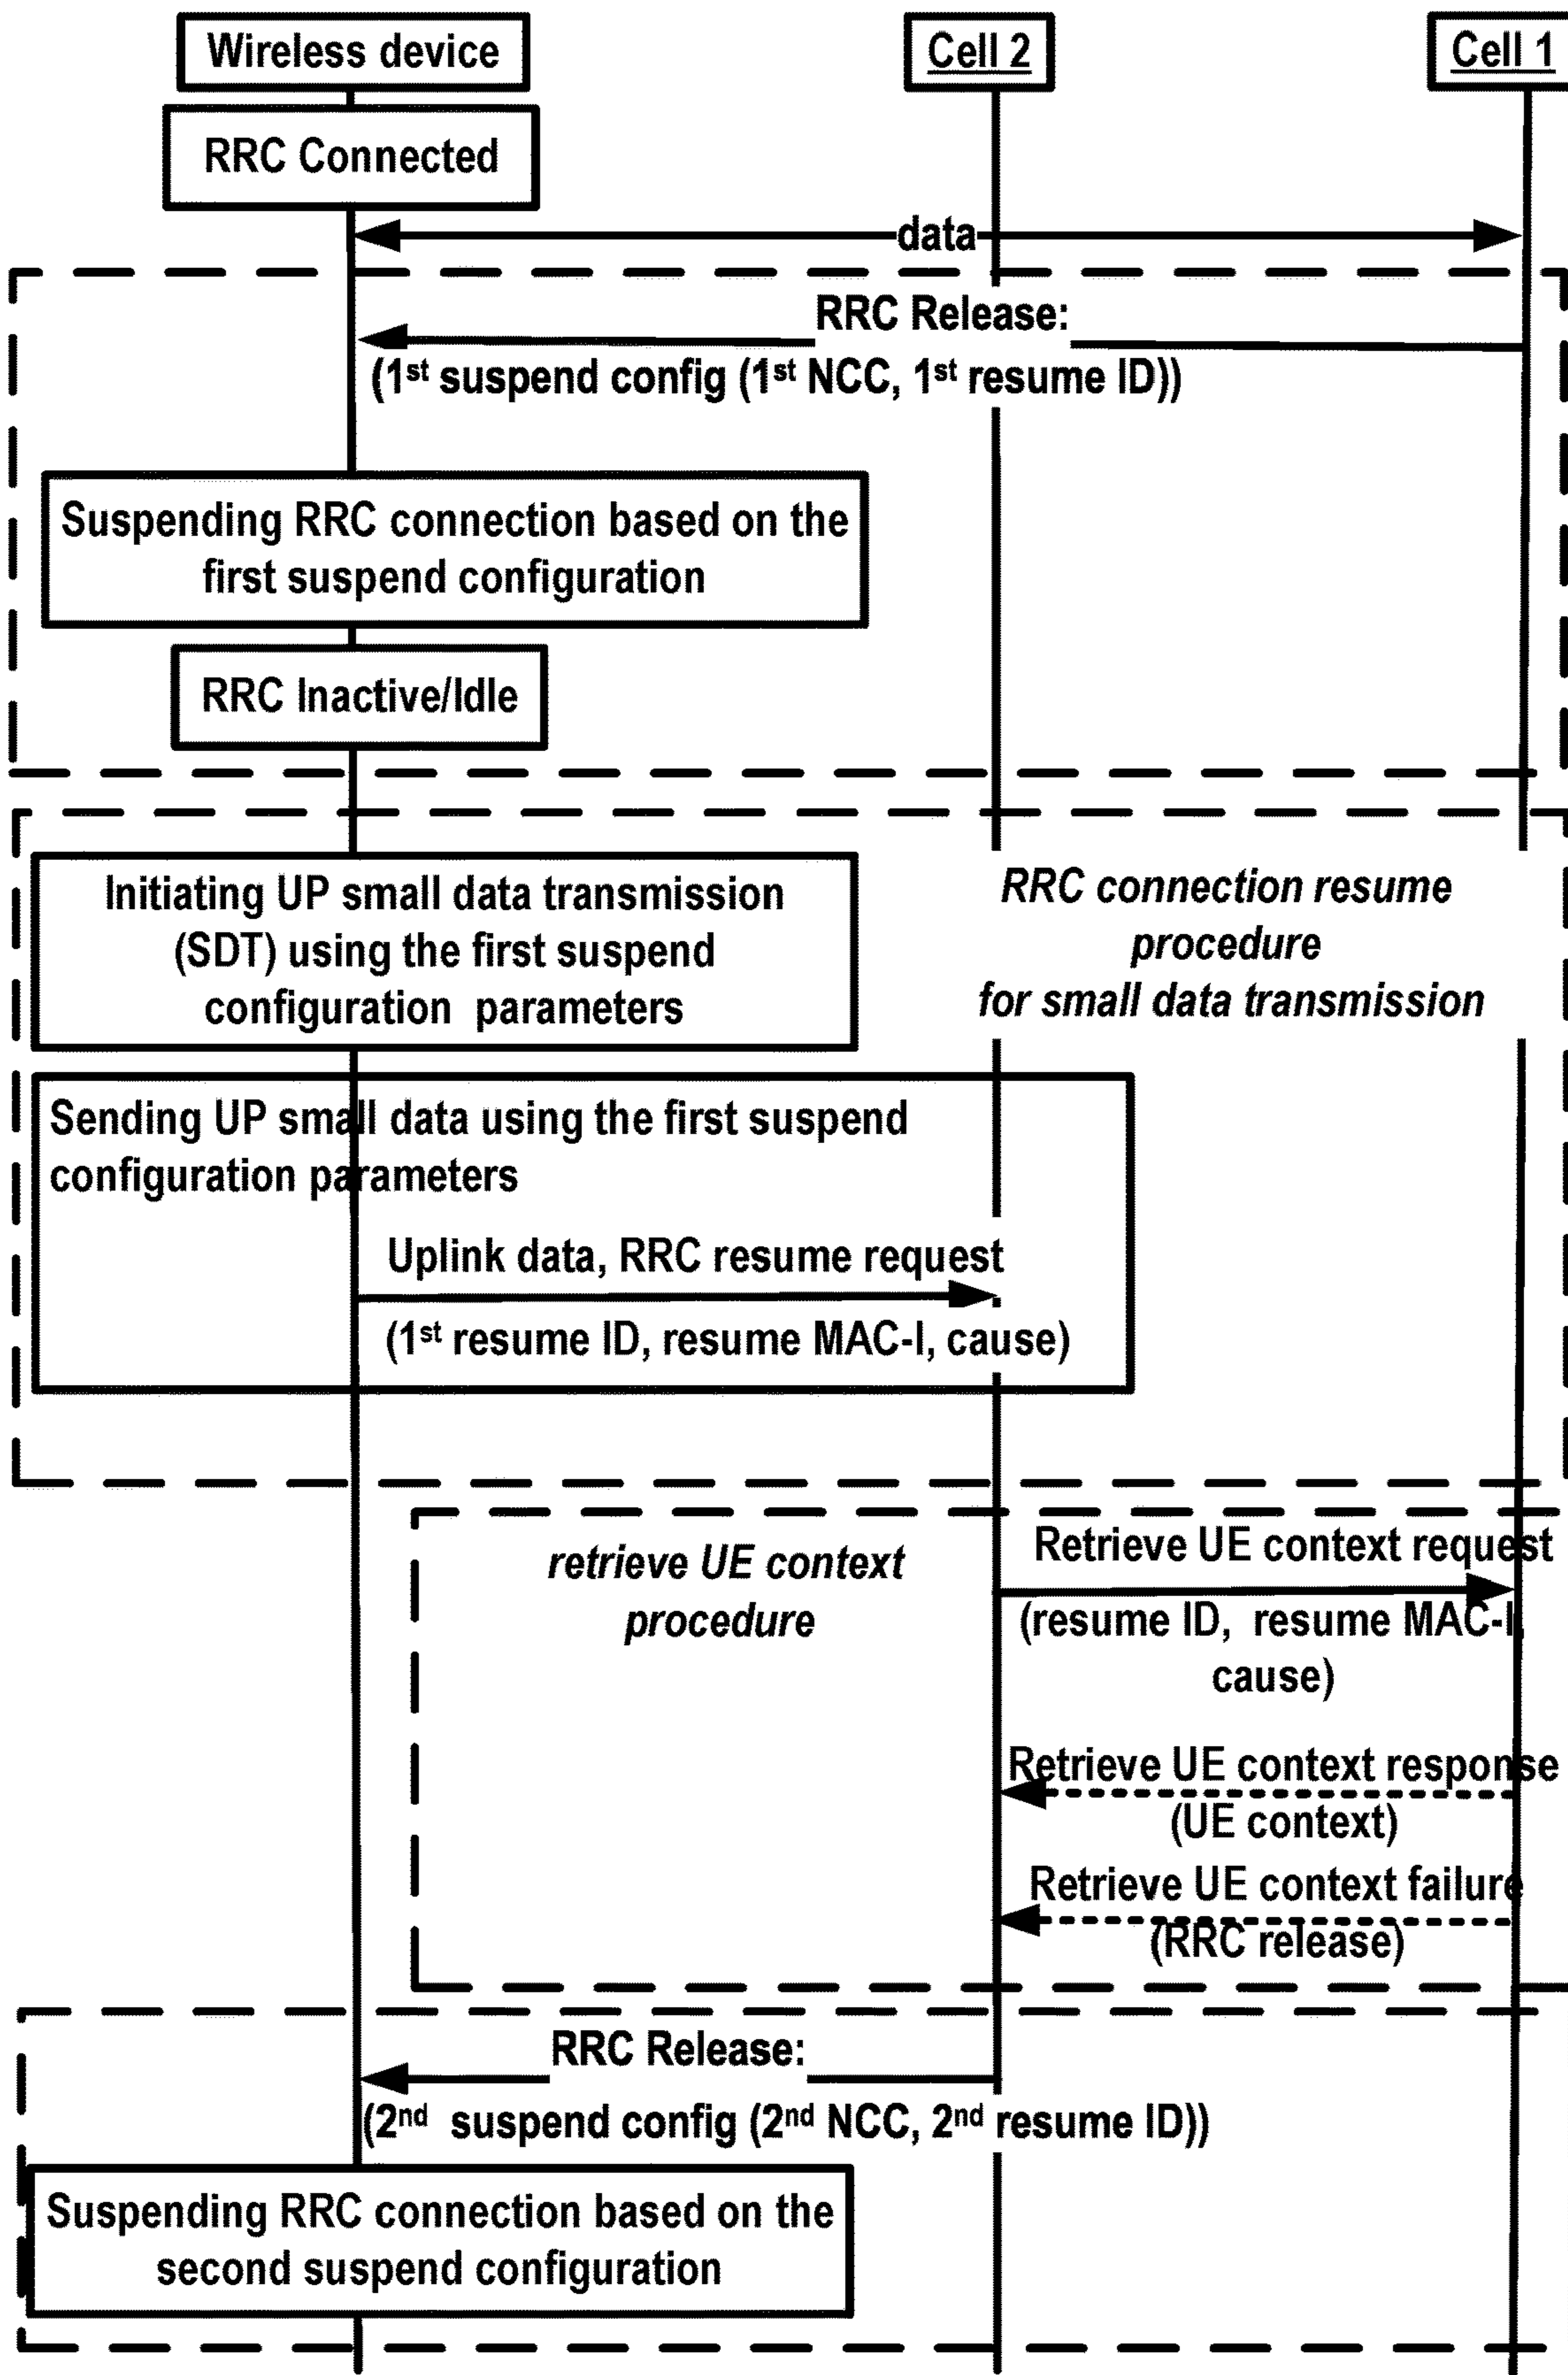 Wireless device
Cell 2
Cell 1
RRC Connected
data
RRC Release:
(1st suspend config (1st NCC, 1st resume ID))
Suspending RRC connection based on the
first suspend configuration
RRC Inactive/Idle
Initiating UP small data transmission
(SDT) using the first suspend
configuration parameters
RRC connection resume
procedure
for small data transmission
Sending UP small data using the first suspend
configuration parameters
Uplink data, RRC resume request
(1st resume ID, resume MAC-I, cause)
retrieve UE context
procedure
Retrieve UE context request
(resume ID, resume MAC-I,
cause)
Retrieve UE context response
(UE context)
Retrieve UE context failure
(RRC release)
RRC Release:
(2nd suspend config (2nd NCC, 2nd resume ID))
Suspending RRC connection based on the
second suspend configuration